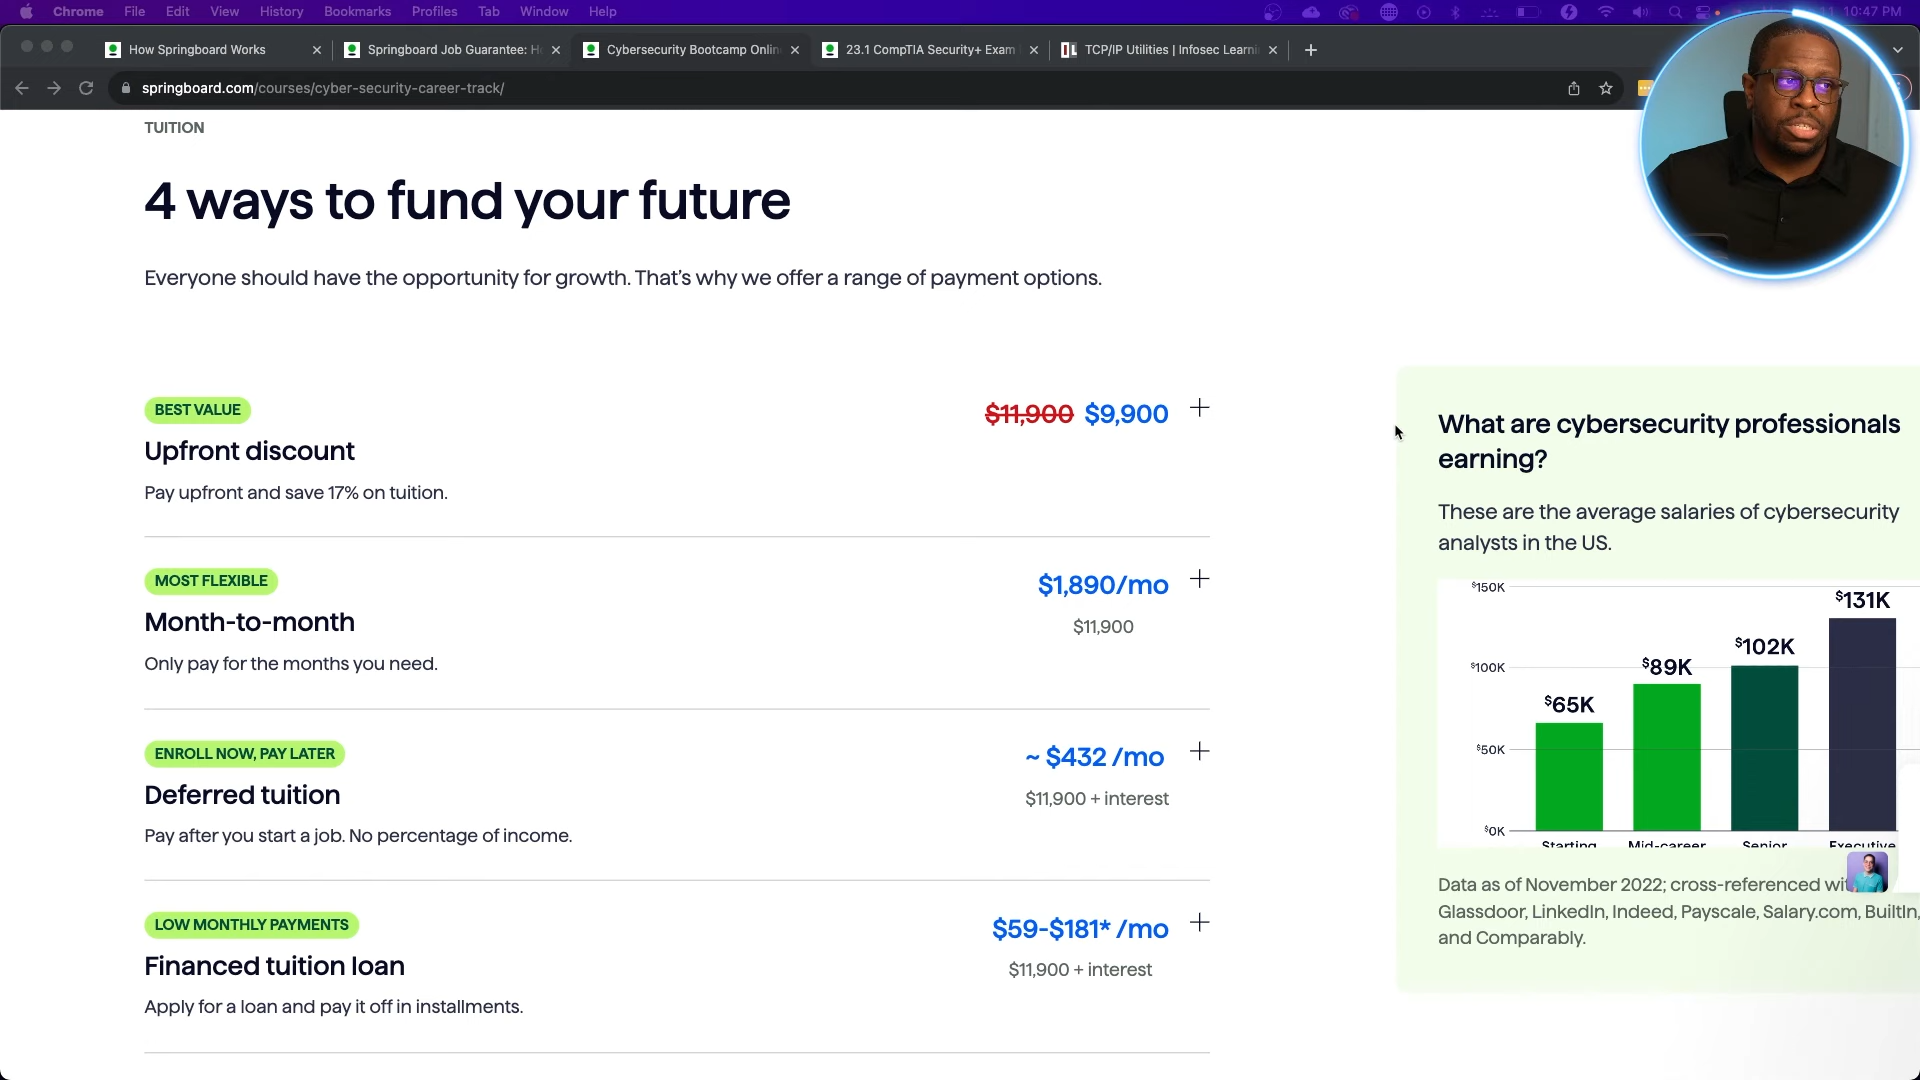 Chrome File Edit View History Bookmarks Profiles Tab Window Help
10:47 PM
How Springboard Works
Springboard Job Guarantee:
Cybersecurity Bootcamp Onlin
23.1 CompTIA Security+ Exam
TCP/IP Utilities | Infosec Learni
springboard.com/courses/cyber-security-career-track/
TUITION
4 ways to fund your future
Everyone should have the opportunity for growth. That's why we offer a range of payment options.
BEST VALUE
$11,900 $9,900
Upfront discount
Pay upfront and save 17% on tuition.
MOST FLEXIBLE
$1,890/mo
Month-to-month
$11,900
Only pay for the months you need.
ENROLL NOW, PAY LATER
~ $432 /mo
Deferred tuition
$11,900 + interest
Pay after you start a job. No percentage of income.
LOW MONTHLY PAYMENTS
$59-$181* /mo
Financed tuition loan
$11,900 + interest
Apply for a loan and pay it off in installments.
What are cybersecurity professionals
earning?
These are the average salaries of cybersecurity
analysts in the US.
$150K
$131K
$102K
$100K
$89K
$65K
$50K
$0K
Starting Mid-career Senior Executive
Data as of November 2022; cross-referenced wit
Glassdoor, LinkedIn, Indeed, Payscale, Salary.com, BuiltIn,
and Comparably.